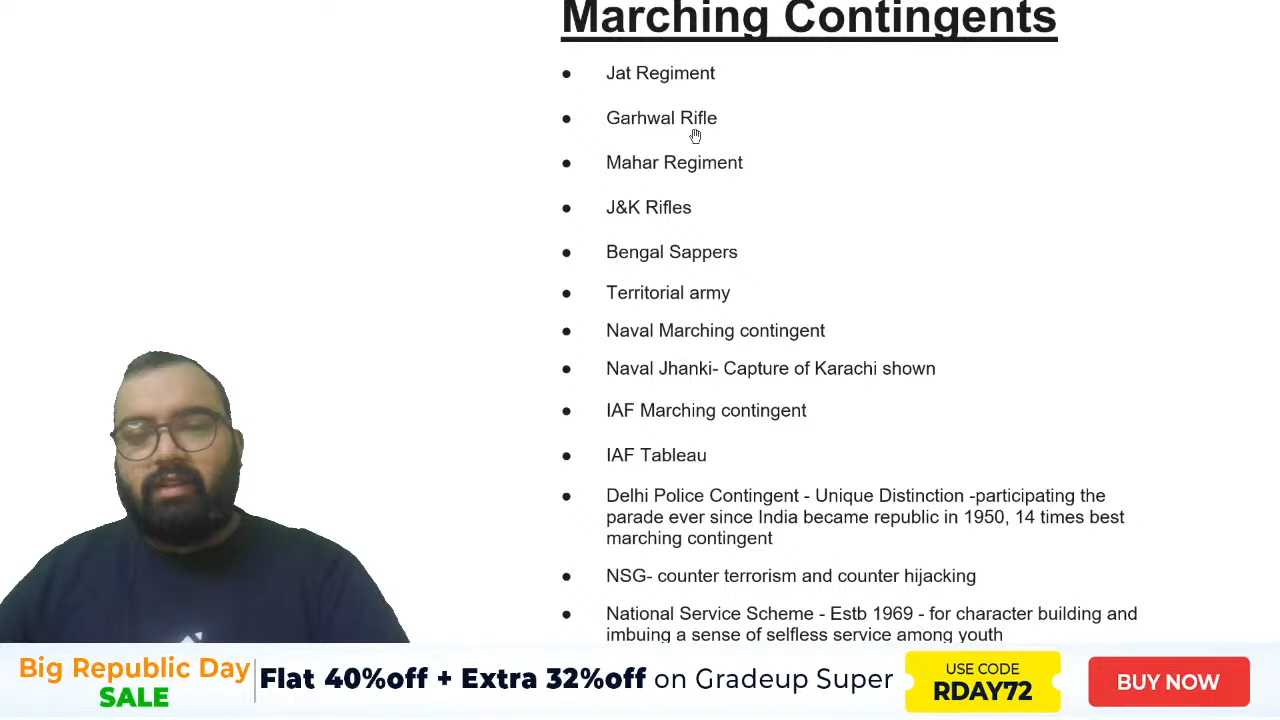 Marching Contingents
● Jat Regiment
● Garhwal Rifle
● Mahar Regiment
● J&K Rifles
● Bengal Sappers
● Territorial army
● Naval Marching contingent
● Naval Jhanki- Capture of Karachi shown
● IAF Marching contingent
● IAF Tableau
● Delhi Police Contingent - Unique Distinction -participating the
parade ever since India became republic in 1950, 14 times best
marching contingent
● NSG- counter terrorism and counter hijacking
● National Service Scheme - Estb 1969 - for character building and
imbuing a sense of selfless service among youth
Big Republic Day
SALE
Flat 40%off + Extra 32%off on Gradeup Super
USE CODE
RDAY72
BUY NOW